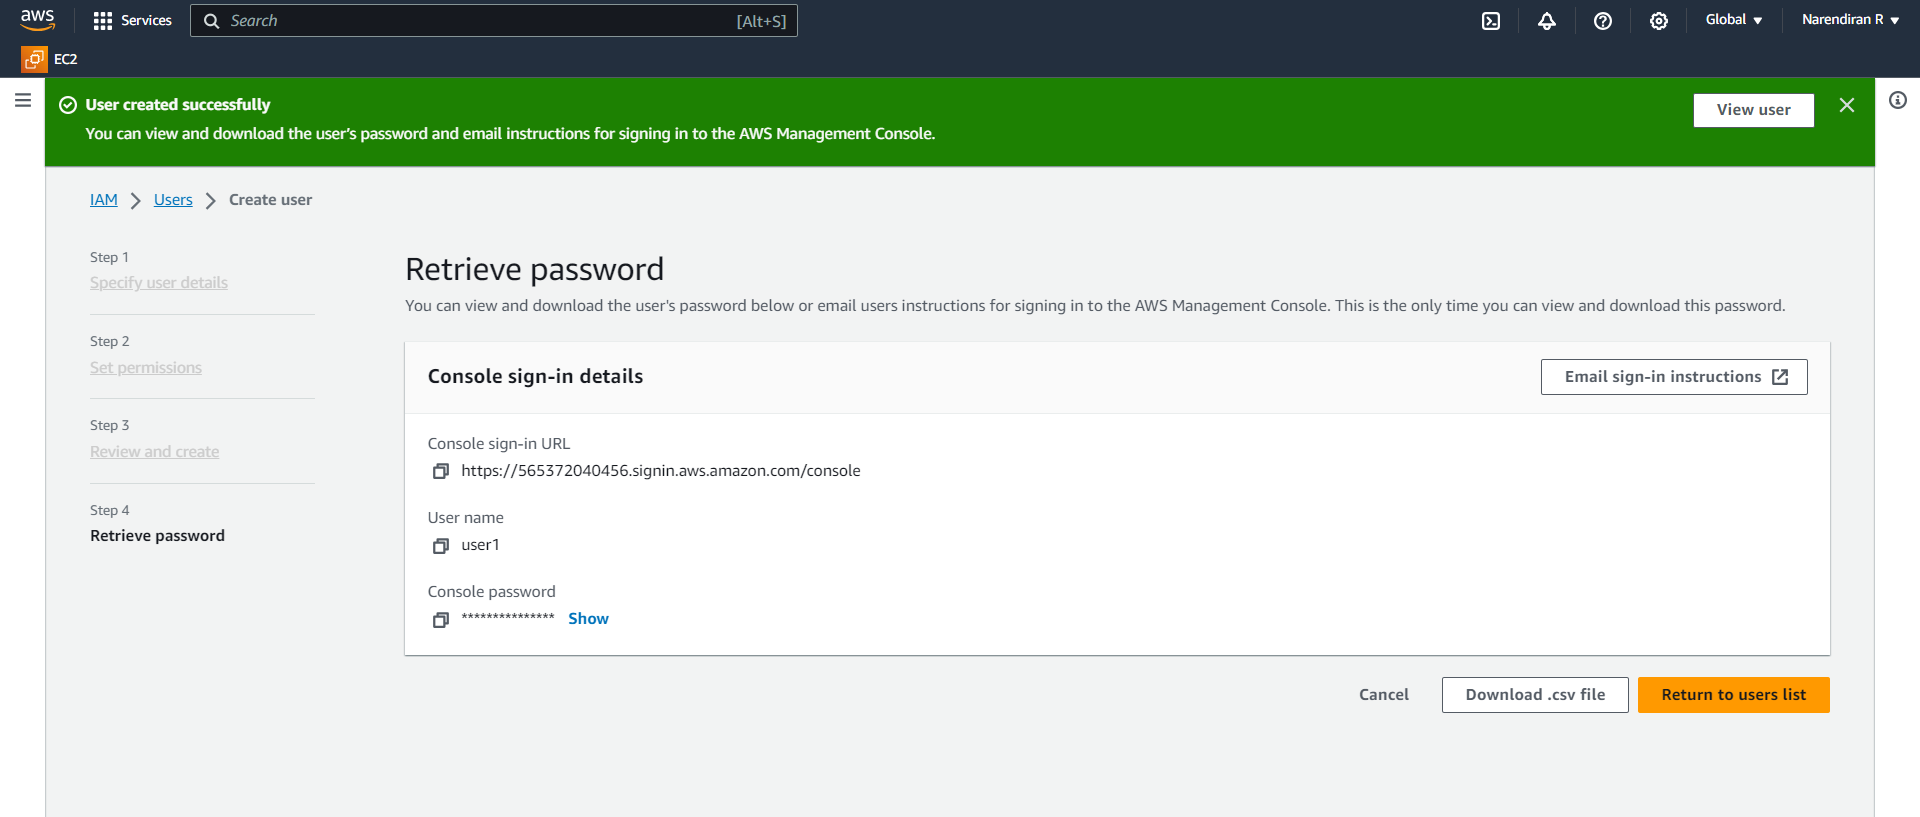 aws
Services
Search
[Alt+S]
Global
Narendiran R
EC2
User created successfully
You can view and download the user's password and email instructions for signing in to the AWS Management Console.
View user
IAM
Users
Create user
Step 1
Specify user details
Step 2
Set permissions
Step 3
Review and create
Step 4
Retrieve password
Retrieve password
You can view and download the user's password below or email users instructions for signing in to the AWS Management Console. This is the only time you can view and download this password.
Console sign-in details
Email sign-in instructions
Console sign-in URL
https://565372040456.signin.aws.amazon.com/console
User name
user1
Console password
*************** Show
Cancel
Download .csv file
Return to users list